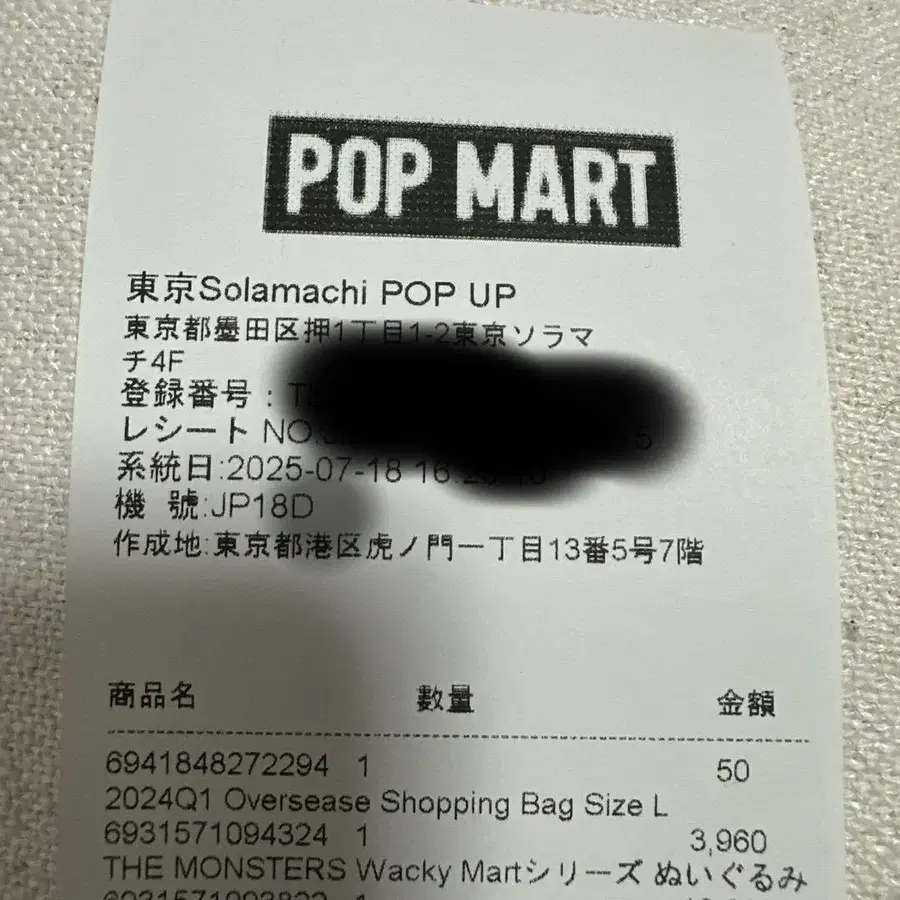 POP MART
東京Solamachi POP UP
東京都墨田区押1丁目1-2東京ソラマ
チ4F
登録番号:
レシート NO.
系統日:2025-07-18 16:
機 號:JP18D
作成地:東京都港区虎ノ門一丁目13番5号7階
商品名 數量 金額
6941848272294 1 50
2024Q1 Oversease Shopping Bag Size L
6931571094324 1 3,960
THE MONSTERS Wacky Martシリーズ ぬいぐるみ